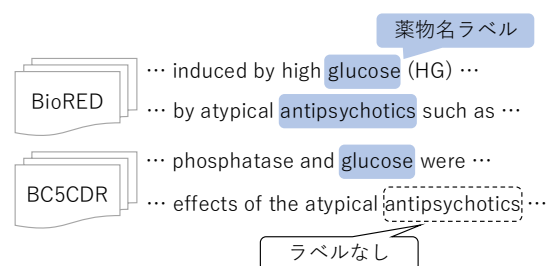 薬物名ラベル
… induced by high glucose (HG) …
BioRED
… by atypical antipsychotics such as …
… phosphatase and glucose were …
BC5CDR
… effects of the atypical antipsychotics …
ラベルなし